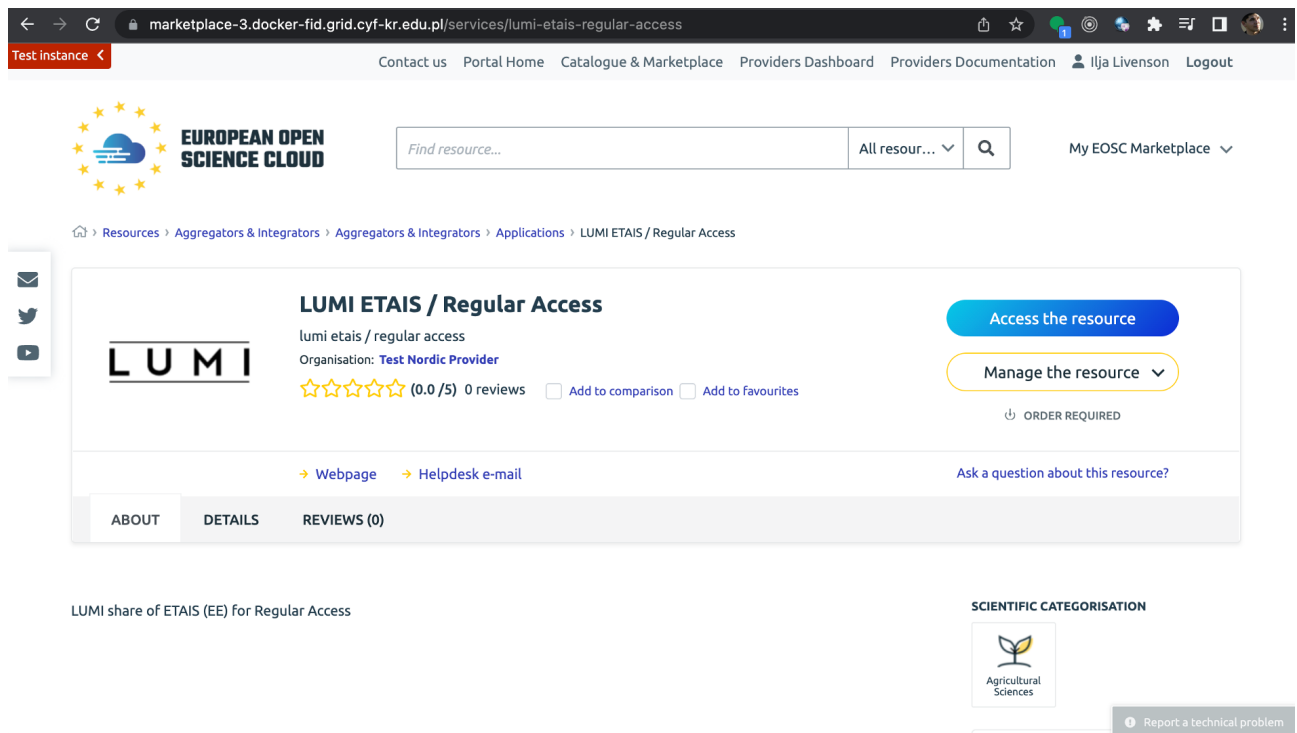 marketplace-3.docker-fid.grid.cyf-kr.edu.pl/services/lumi-etais-regular-access
1
Test instance
Contact us Portal Home Catalogue & Marketplace Providers Dashboard Providers Documentation Ilja Livenson Logout
EUROPEAN OPEN
SCIENCE CLOUD
Find resource...
All resour...
My EOSC Marketplace
Resources › Aggregators & Integrators › Aggregators & Integrators › Applications › LUMI ETAIS / Regular Access
LUMI
LUMI ETAIS / Regular Access
lumi etais / regular access
Organisation: Test Nordic Provider
(0.0 /5) 0 reviews Add to comparison Add to favourites
Access the resource
Manage the resource
ORDER REQUIRED
→ Webpage → Helpdesk e-mail
Ask a question about this resource?
ABOUT DETAILS REVIEWS (0)
LUMI share of ETAIS (EE) for Regular Access
SCIENTIFIC CATEGORISATION
Agricultural
Sciences
Report a technical problem